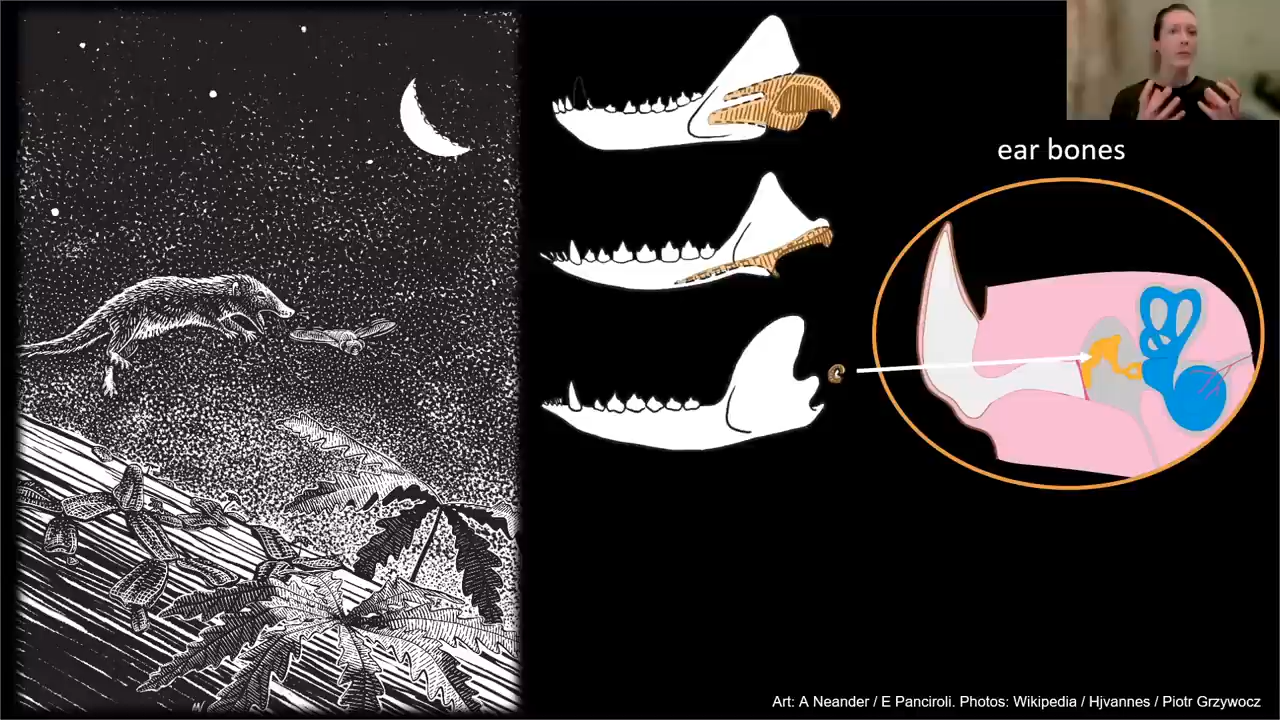 ear bones
Art: A Neander / E Panciroli. Photos: Wikipedia / Hjvannes / Piotr Grzywocz